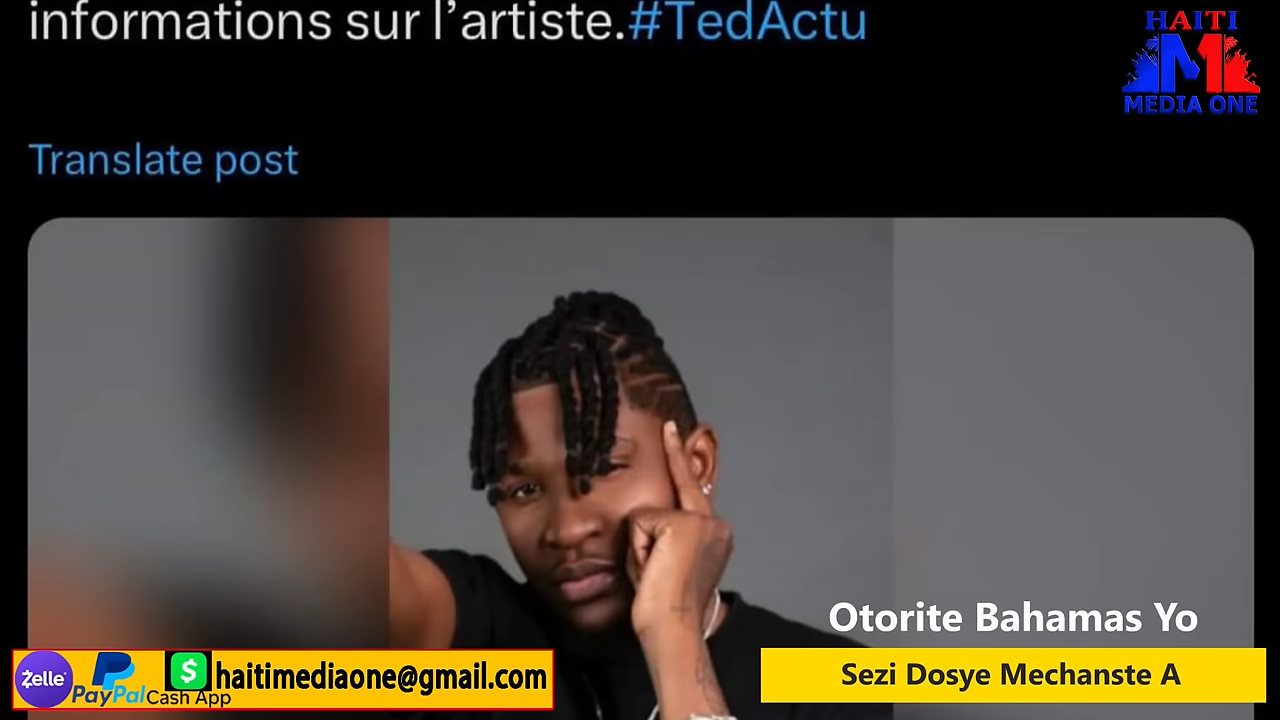 informations sur l’artiste.#TedActu
HAITI
M1
MEDIA ONE
Translate post
Otorite Bahamas Yo
Sezi Dosye Mechanste A
Zelle
PayPal
$
Cash App
haitimediaone@gmail.com